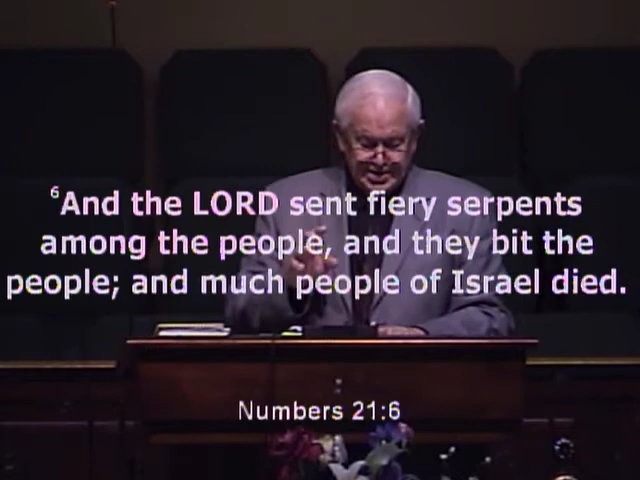 6And the LORD sent fiery serpents
among the people, and they bit the
people; and much people of Israel died.
Numbers 21:6